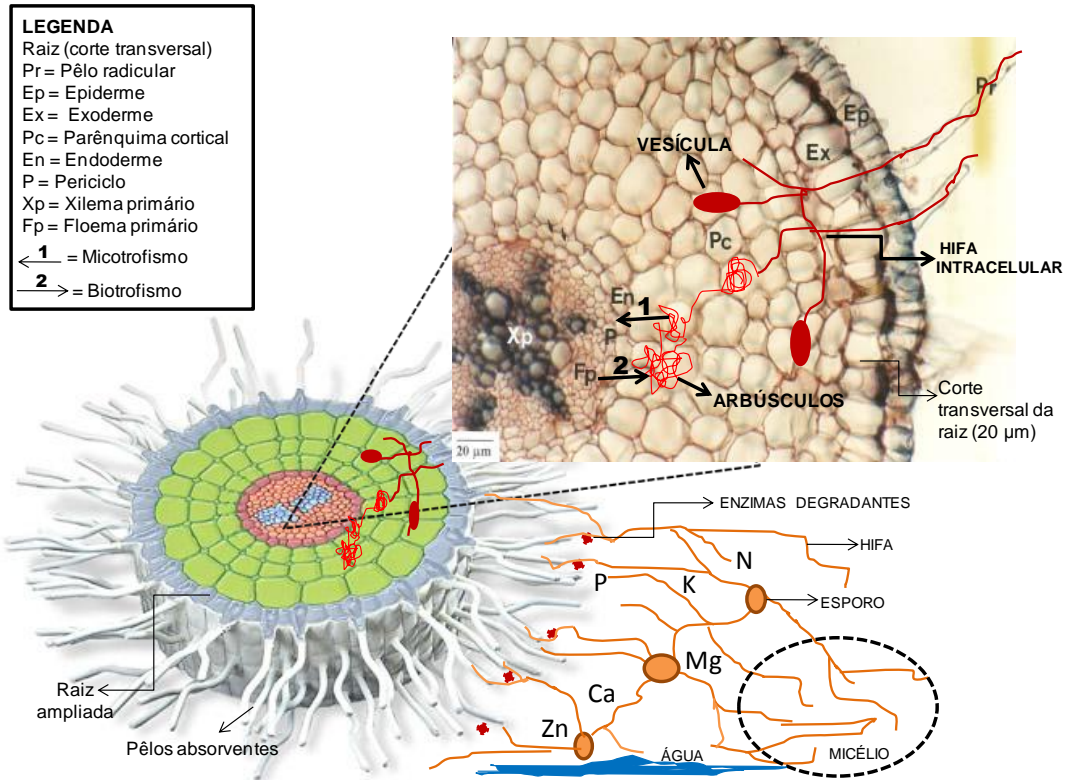 LEGENDA
Raiz (corte transversal)
Pr = Pêlo radicular
Ep = Epiderme
Ex = Exoderme
Pc = Parênquima cortical
En = Endoderme
P = Periciclo
Xp = Xilema primário
Fp = Floema primário
1 = Micotrofismo
2 = Biotrofismo
Pr
Ep
Ex
VESÍCULA
Pc
HIFA
INTRACELULAR
En
1
P
Xp
Fp
2
ARBÚSCULOS
Corte
transversal da
raiz (20 µm)
20 µm
ENZIMAS DEGRADANTES
HIFA
N
P
K
ESPORO
Mg
Ca
Zn
ÁGUA
MICÉLIO
Raiz
ampliada
Pêlos absorventes